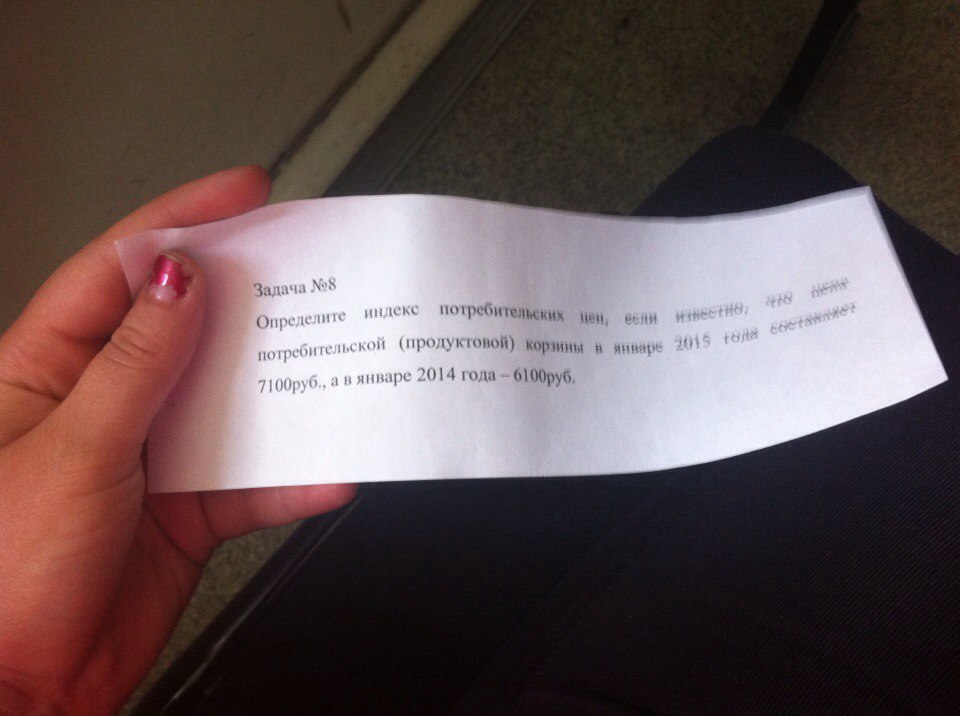 Задача №8
Определите индекс потребительских цен, если известно, что цена
потребительской (продуктовой) корзины в январе 2015 года составляет
7100руб., а в январе 2014 года – 6100руб.